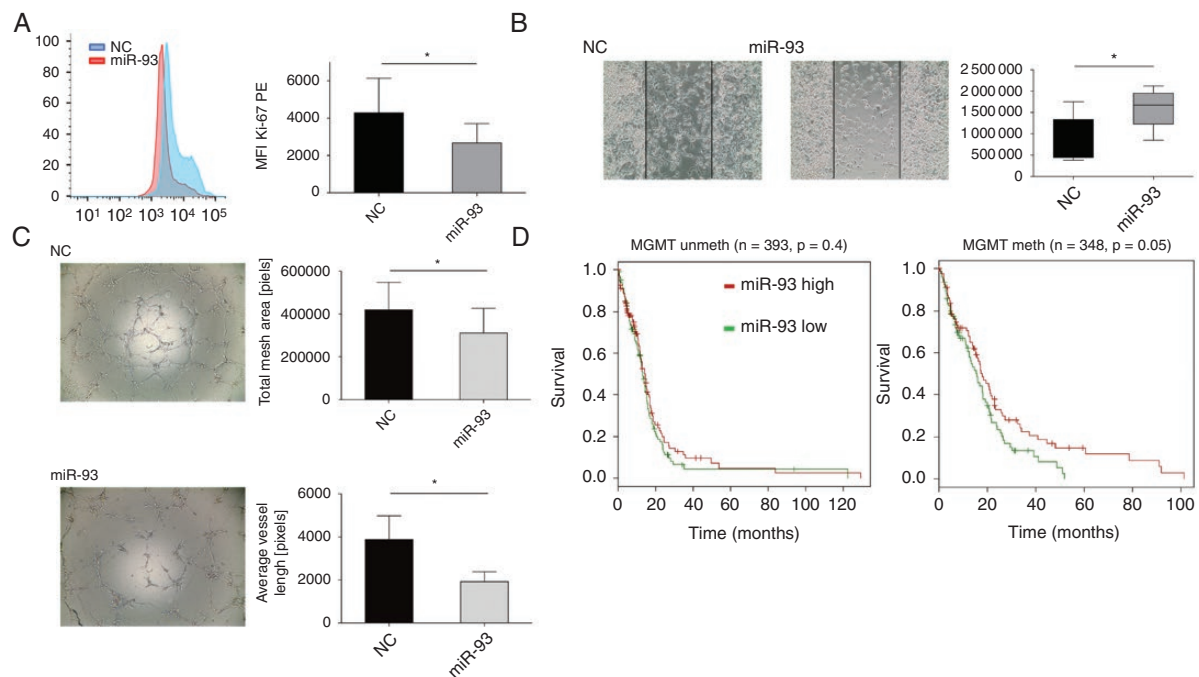 A
100
80
60
40
20
0
NC
miR-93
10¹ 10² 10³ 10⁴ 10⁵
MFI Ki-67 PE
6000
4000
2000
0
*
NC
miR-93
B
NC
miR-93
2 500 000
2 000 000
1 500 000
1 000 000
500 000
0
*
NC
miR-93
C
NC
Total mesh area [piels]
600000
400000
200000
0
*
NC
miR-93
miR-93
Average vessel
lengh [pixels]
6000
4000
2000
0
*
NC
miR-93
D
MGMT unmeth (n = 393, p = 0.4)
Survival
1.0
0.8
0.6
0.4
0.2
0.0
miR-93 high
miR-93 low
0 20 40 60 80 100 120
Time (months)
MGMT meth (n = 348, p = 0.05)
Survival
1.0
0.8
0.6
0.4
0.2
0.0
0 20 40 60 80 100
Time (months)